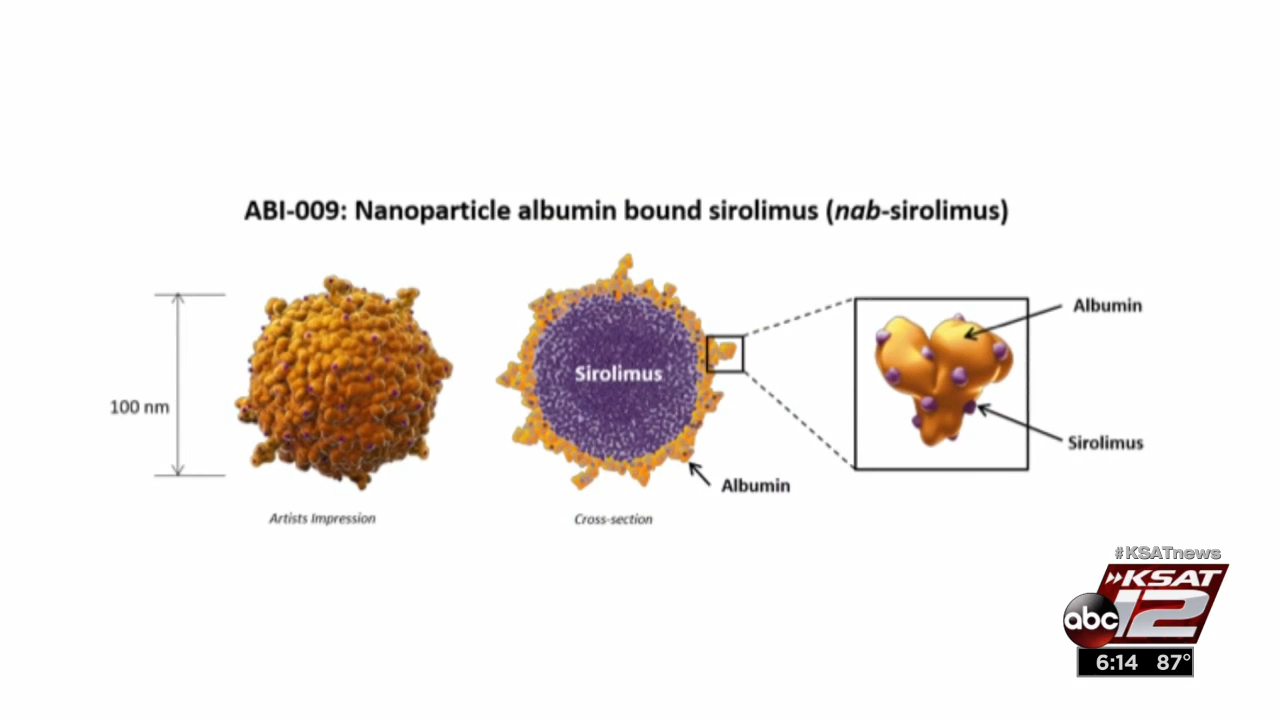 ABI-009: Nanoparticle albumin bound sirolimus (nab-sirolimus)
100 nm
Sirolimus
Albumin
Albumin
Sirolimus
Artists Impression
Cross-section
#KSATnews
KSAT
abc 12
6:14 87°